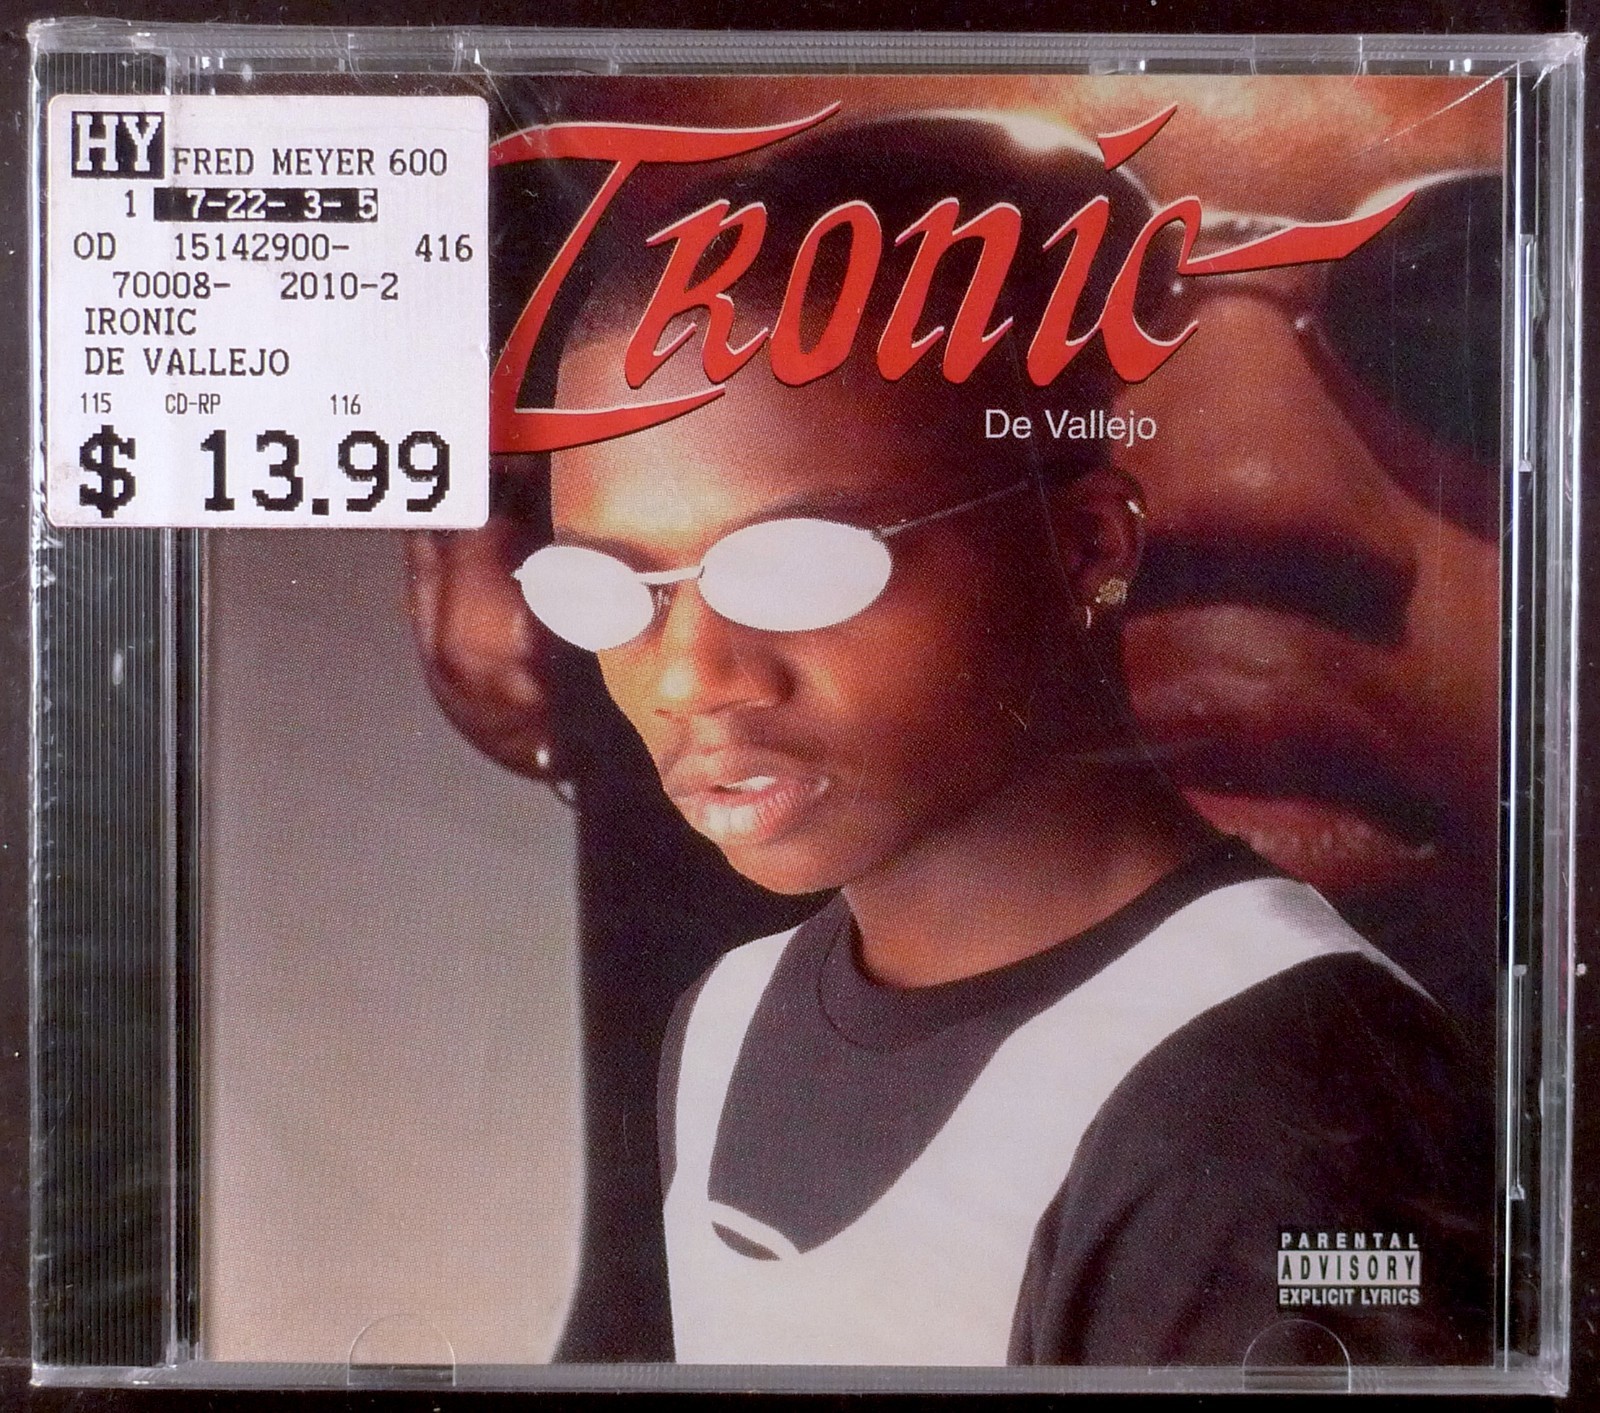 HY FRED MEYER 600
1 7-22- 3- 5
OD 15142900- 416
70008- 2010-2
IRONIC
DE VALLEJO
115 CD-RP 116
$ 13.99
Ironic
De Vallejo
PARENTAL
ADVISORY
EXPLICIT LYRICS